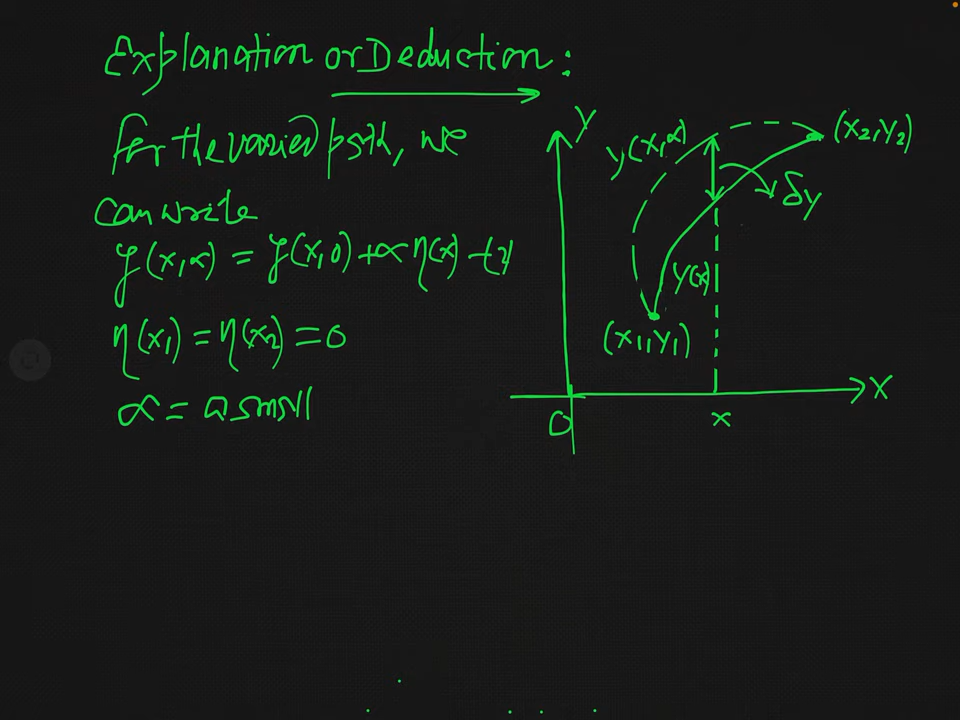 Explanation or Deduction:
for the varied path, we
can write
y(x,α) = y(x,0) + α η(x) -(2)
η(x₁) = η(x₂) = 0
α = a small
Y
y(x,α)
(x₂,y₂)
δy
y(x)
(x₁,y₁)
X
O
x